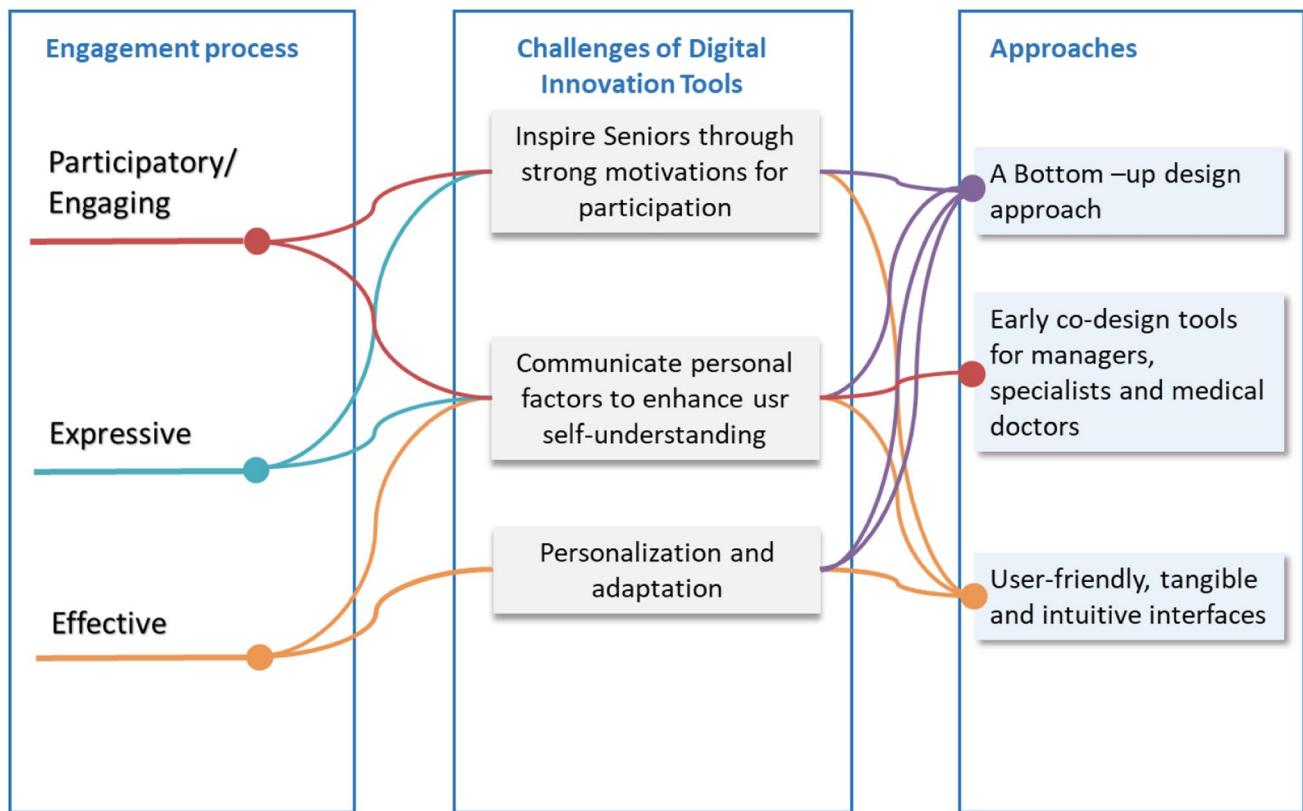 Engagement process
Participatory/
Engaging
Expressive
Effective
Challenges of Digital
Innovation Tools
Inspire Seniors through
strong motivations for
participation
Communicate personal
factors to enhance usr
self-understanding
Personalization and
adaptation
Approaches
A Bottom –up design
approach
Early co-design tools
for managers,
specialists and medical
doctors
User-friendly, tangible
and intuitive interfaces